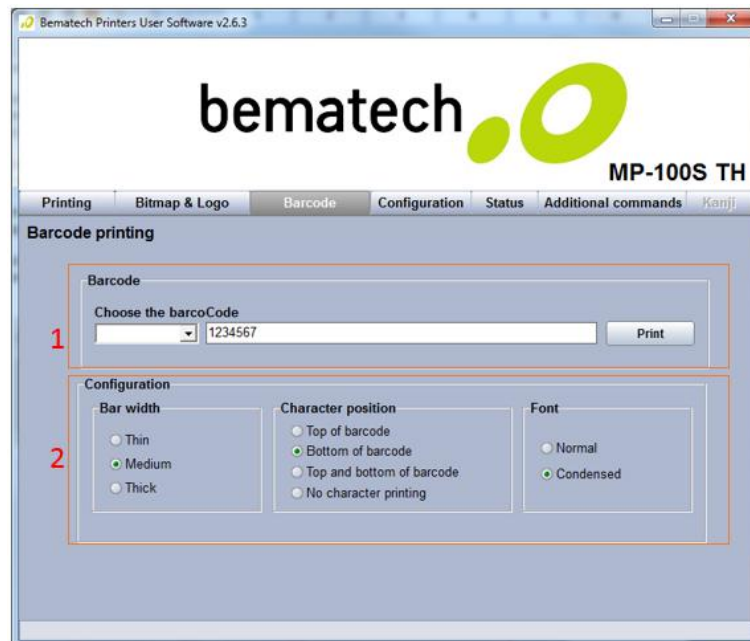 Bematech Printers User Software v2.6.3
bematech
MP-100S TH
Printing Bitmap & Logo Barcode Configuration Status Additional commands Kanji
Barcode printing
Barcode
Choose the barcoCode
1
1234567 Print
Configuration
Bar width Character position Font
Thin Top of barcode Normal
2
Medium Bottom of barcode Condensed
Thick Top and bottom of barcode
No character printing